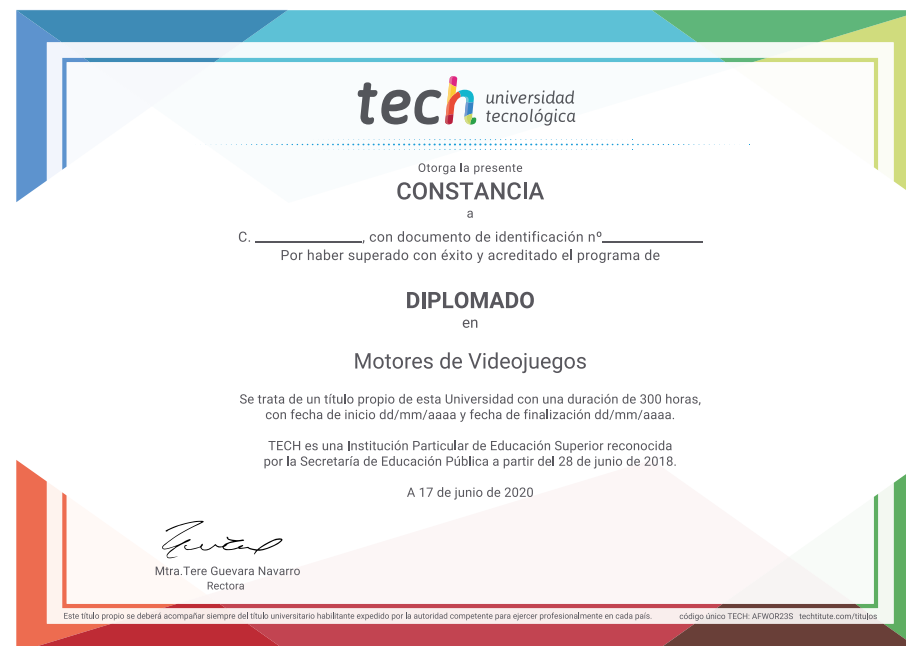 tech universidad
tecnológica
Otorga la presente
CONSTANCIA
a
C. ______________, con documento de identificación nº_____________
Por haber superado con éxito y acreditado el programa de
DIPLOMADO
en
Motores de Videojuegos
Se trata de un título propio de esta Universidad con una duración de 300 horas,
con fecha de inicio dd/mm/aaaa y fecha de finalización dd/mm/aaaa.
TECH es una Institución Particular de Educación Superior reconocida
por la Secretaría de Educación Pública a partir del 28 de junio de 2018.
A 17 de junio de 2020
Mtra.Tere Guevara Navarro
Rectora
Este título propio se deberá acompañar siempre del título universitario habilitante expedido por la autoridad competente para ejercer profesionalmente en cada país. código único TECH: AFWOR23S techtitute.com/titulos